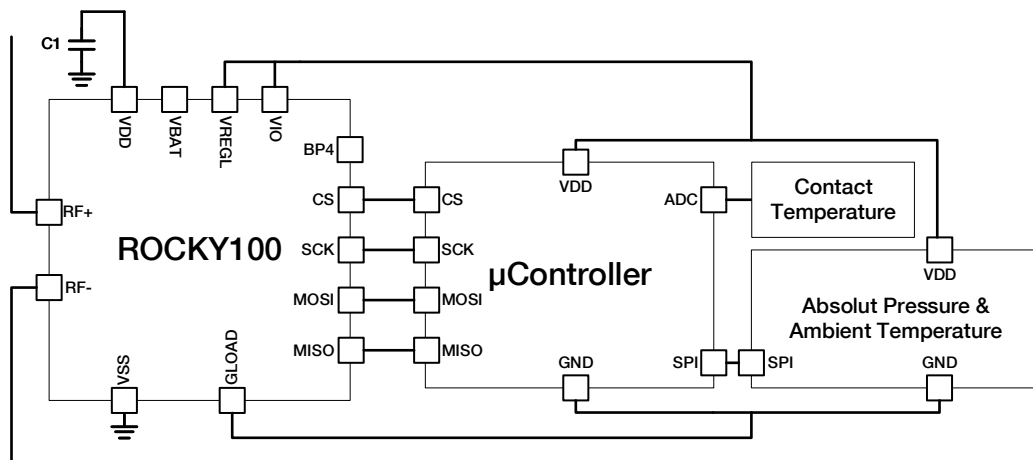 C1
VDD
VBAT
VREGL
VIO
BP4
CS
SCK
MOSI
MISO
RF+
RF-
ROCKY100
VSS
GLOAD
VDD
CS
SCK
MOSI
MISO
µController
ADC
SPI
GND
Contact
Temperature
VDD
Absolut Pressure &
Ambient Temperature
SPI
GND